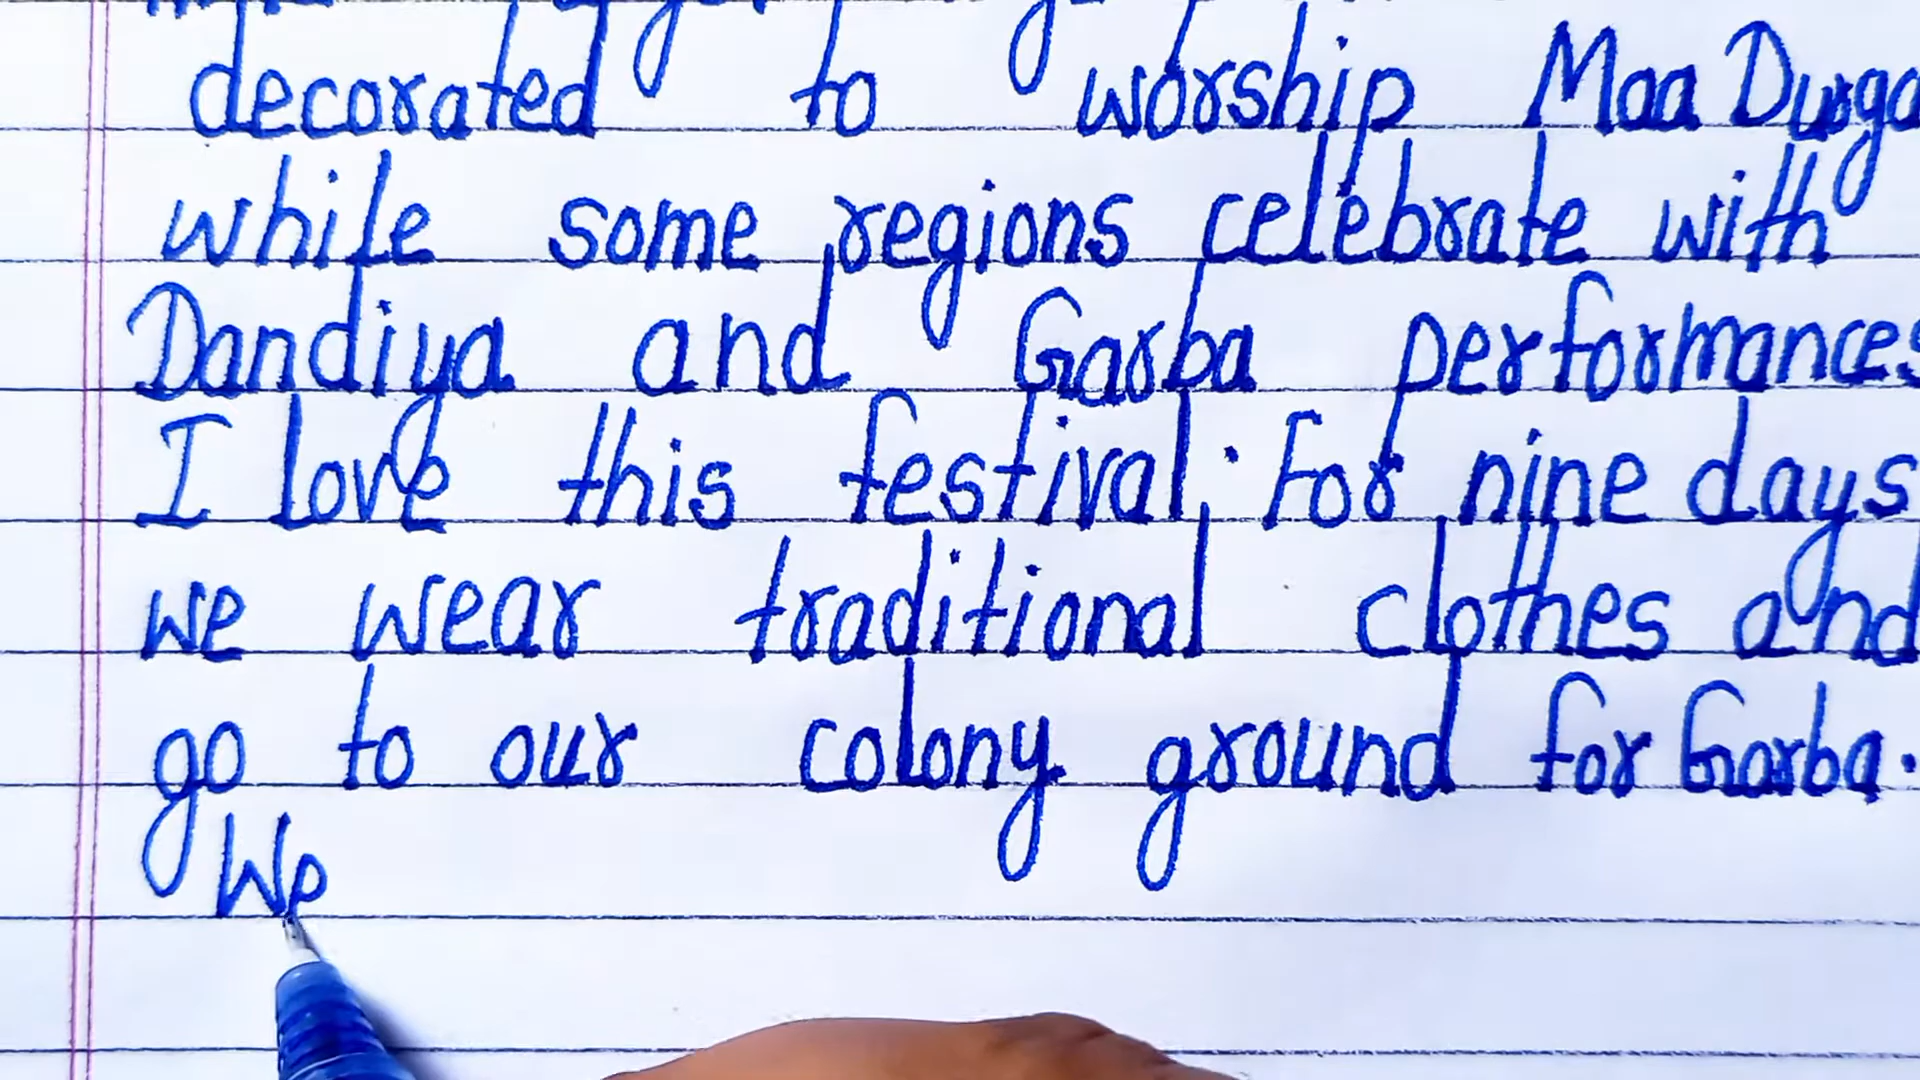 decorated to worship Maa Durga
while some regions celebrate with
Dandiya and Garba performances
I love this festival. For nine days
we wear traditional clothes and
go to our colony ground for Garba.
We